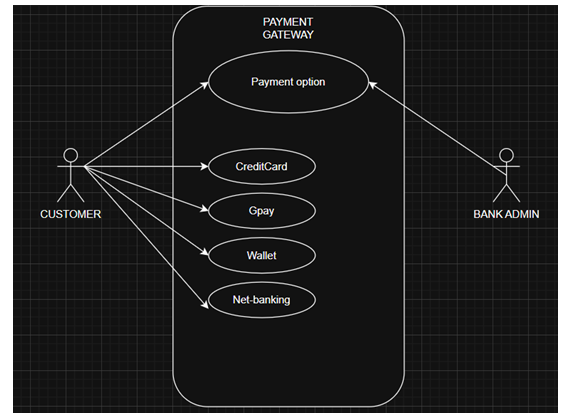 PAYMENT
GATEWAY
Payment option
CreditCard
Gpay
Wallet
Net-banking
CUSTOMER
BANK ADMIN